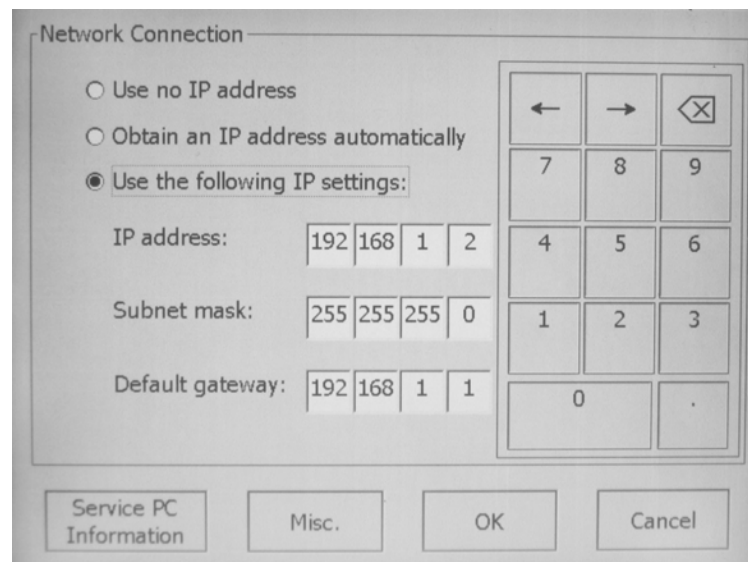 Network Connection
Use no IP address
Obtain an IP address automatically
Use the following IP settings:
IP address: 192 168 1 2
Subnet mask: 255 255 255 0
Default gateway: 192 168 1 1
← → ⌫
7 8 9
4 5 6
1 2 3
0 .
Service PC
Information
Misc.
OK
Cancel